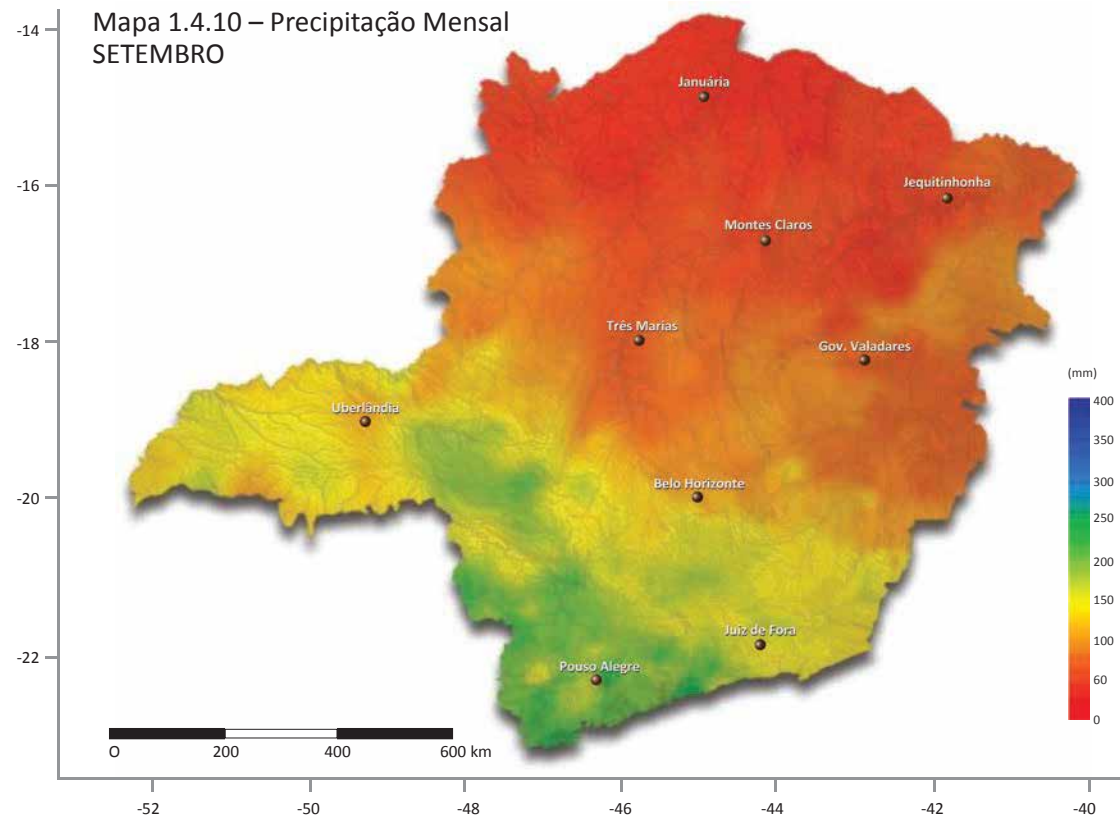 Mapa 1.4.10 – Precipitação Mensal
SETEMBRO
-14
-16
-18
-20
-22
Januária
Jequitinhonha
Montes Claros
Três Marias
Gov. Valadares
Uberlândia
Belo Horizonte
Juiz de Fora
Pouso Alegre
(mm)
400
350
300
250
200
150
100
60
0
O 200 400 600 km
-52 -50 -48 -46 -44 -42 -40